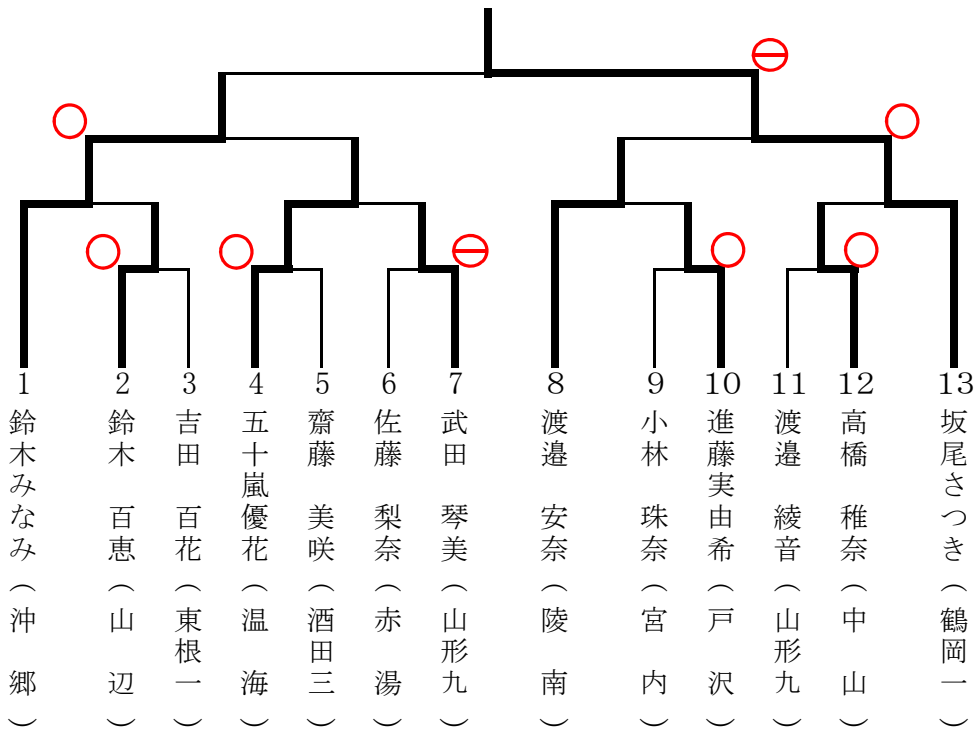 1 鈴木みなみ(沖郷)
2 鈴木 百恵(山辺)
3 吉田 百花(東根一)
4 五十嵐優花(温海)
5 齋藤 美咲(酒田三)
6 佐藤 梨奈(赤湯)
7 武田 琴美(山形九)
8 渡邉 安奈(陵南)
9 小林 珠奈(宮内)
10 進藤実由希(戸沢)
11 渡邉 綾音(山形九)
12 高橋 稚奈(中山)
13 坂尾さつき(鶴岡一)